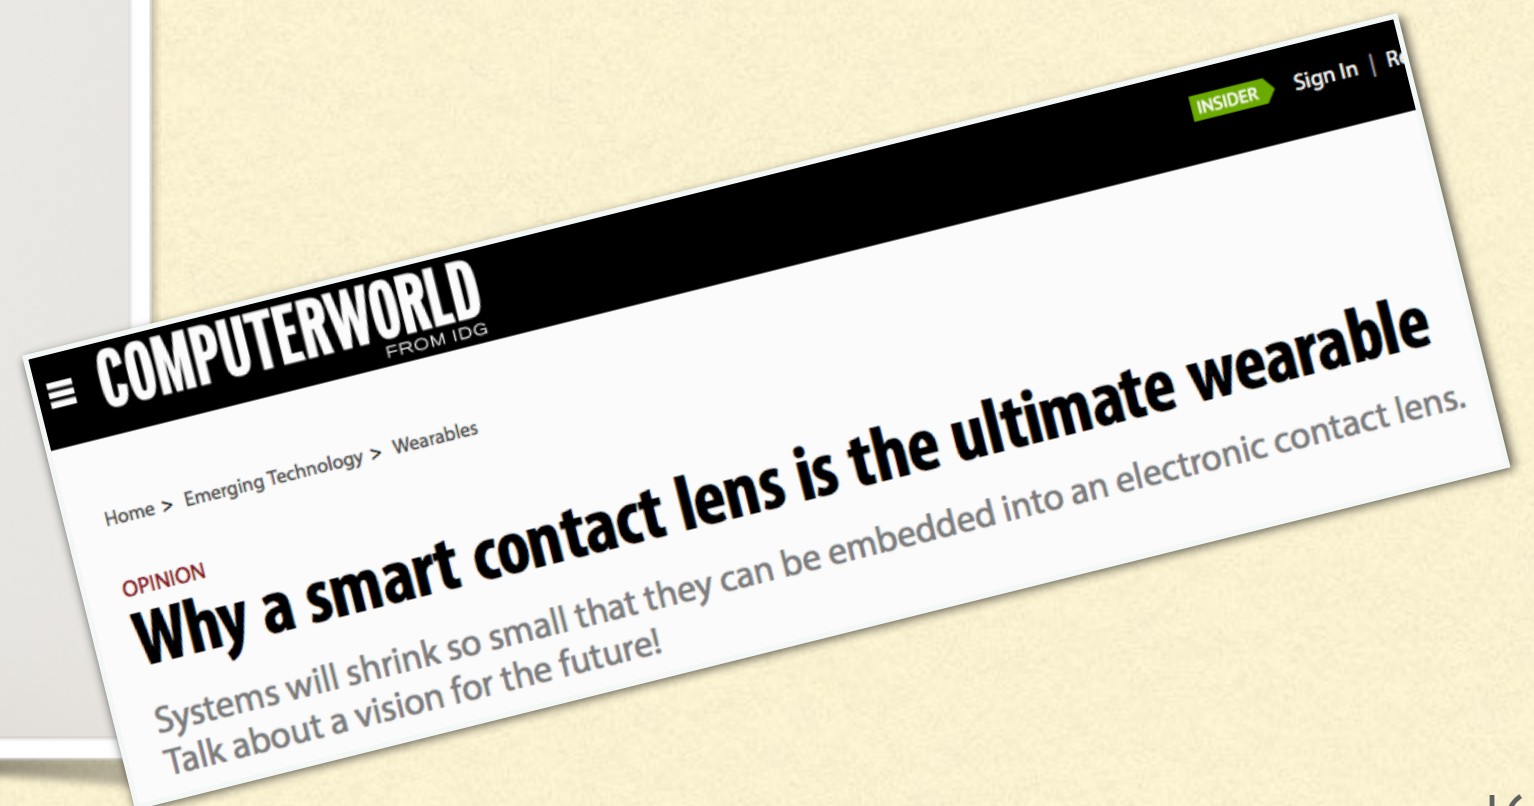 INSIDER Sign In |
COMPUTERWORLD
FROM IDG
Home > Emerging Technology > Wearables
OPINION
Why a smart contact lens is the ultimate wearable
Systems will shrink so small that they can be embedded into an electronic contact lens.
Talk about a vision for the future!